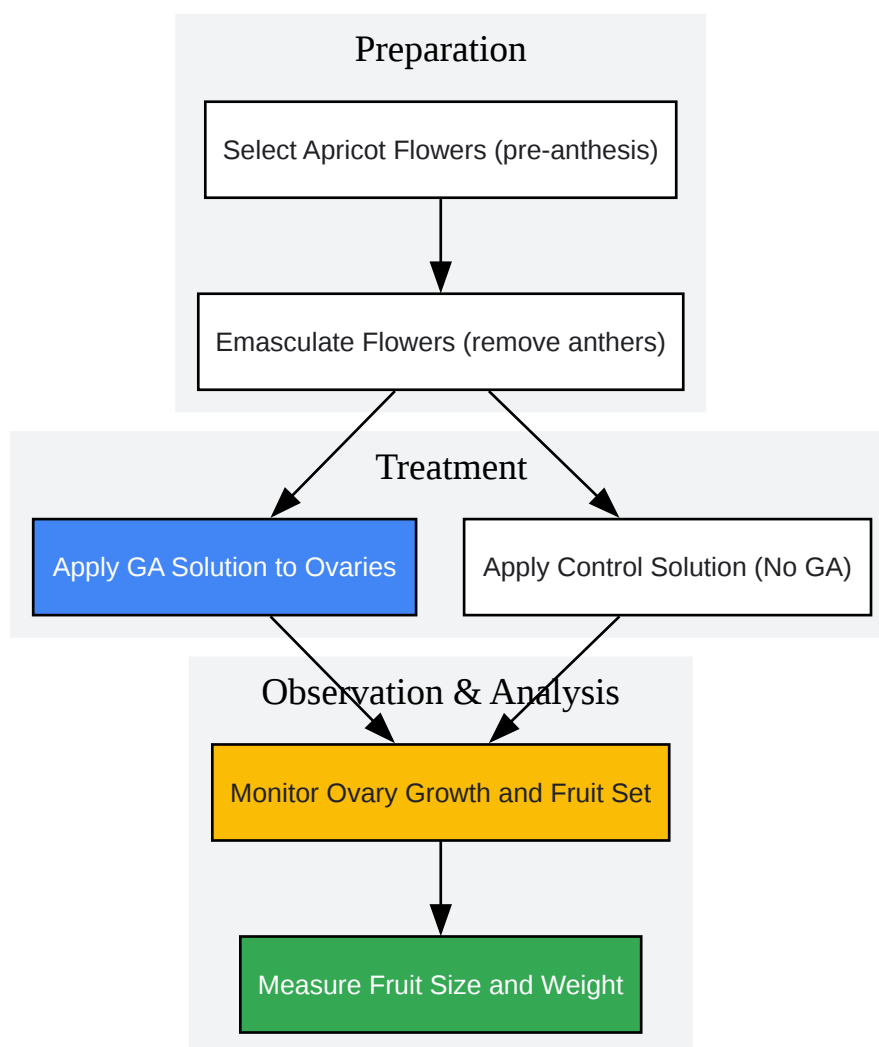 Preparation
Select Apricot Flowers (pre-anthesis)
Emasculate Flowers (remove anthers)
Treatment
Apply GA Solution to Ovaries
Apply Control Solution (No GA)
Observation & Analysis
Monitor Ovary Growth and Fruit Set
Measure Fruit Size and Weight